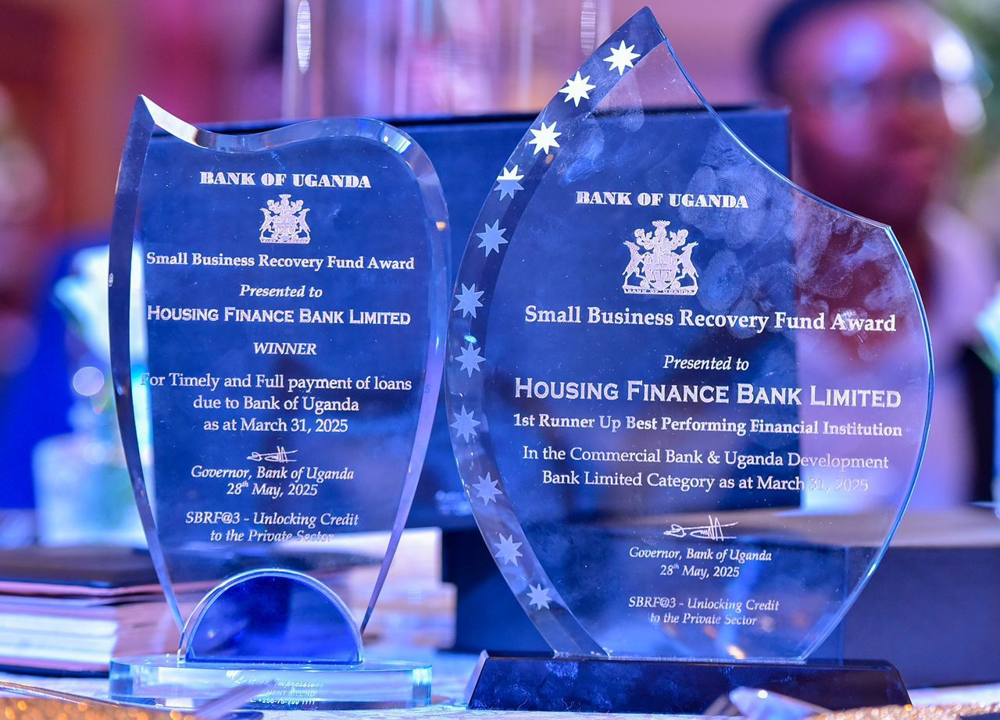 BANK OF UGANDA
BANK OF UGANDA
Small Business Recovery Fund Award
Presented to
HOUSING FINANCE BANK LIMITED
WINNER
For Timely and Full payment of loans
due to Bank of Uganda
as at March 31, 2025
Governor, Bank of Uganda
28th May, 2025
SBRF@3 - Unlocking Credit
to the Private Sector
Lasting Impressions
BANK OF UGANDA
BANK OF UGANDA
Small Business Recovery Fund Award
Presented to
HOUSING FINANCE BANK LIMITED
1st Runner Up Best Performing Financial Institution
In the Commercial Bank & Uganda Development
Bank Limited Category as at March 31, 2025
Governor, Bank of Uganda
28th May, 2025
SBRF@3 - Unlocking Credit
to the Private Sector